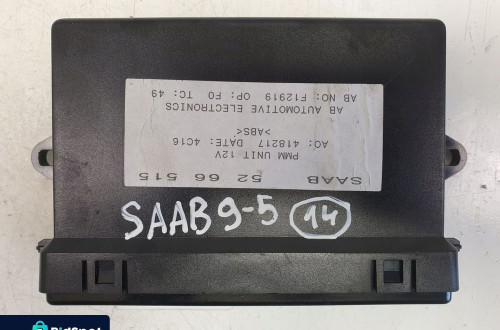 SAAB 52 66 515
PMM UNIT 12V
AO: 418217 DATE: 4C16
>ABS<
AB AUTOMOTIVE ELECTRONICS
AB NO: F12919 OP: F0 TC: 49
SAAB 9-5 14
BidSpot